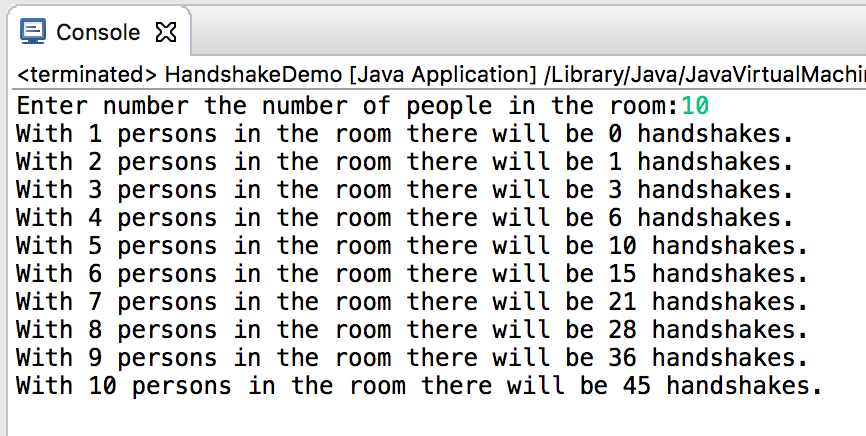 Console
<terminated> HandshakeDemo [Java Application] /Library/Java/JavaVirtualMachi
Enter number the number of people in the room:10
With 1 persons in the room there will be 0 handshakes.
With 2 persons in the room there will be 1 handshakes.
With 3 persons in the room there will be 3 handshakes.
With 4 persons in the room there will be 6 handshakes.
With 5 persons in the room there will be 10 handshakes.
With 6 persons in the room there will be 15 handshakes.
With 7 persons in the room there will be 21 handshakes.
With 8 persons in the room there will be 28 handshakes.
With 9 persons in the room there will be 36 handshakes.
With 10 persons in the room there will be 45 handshakes.